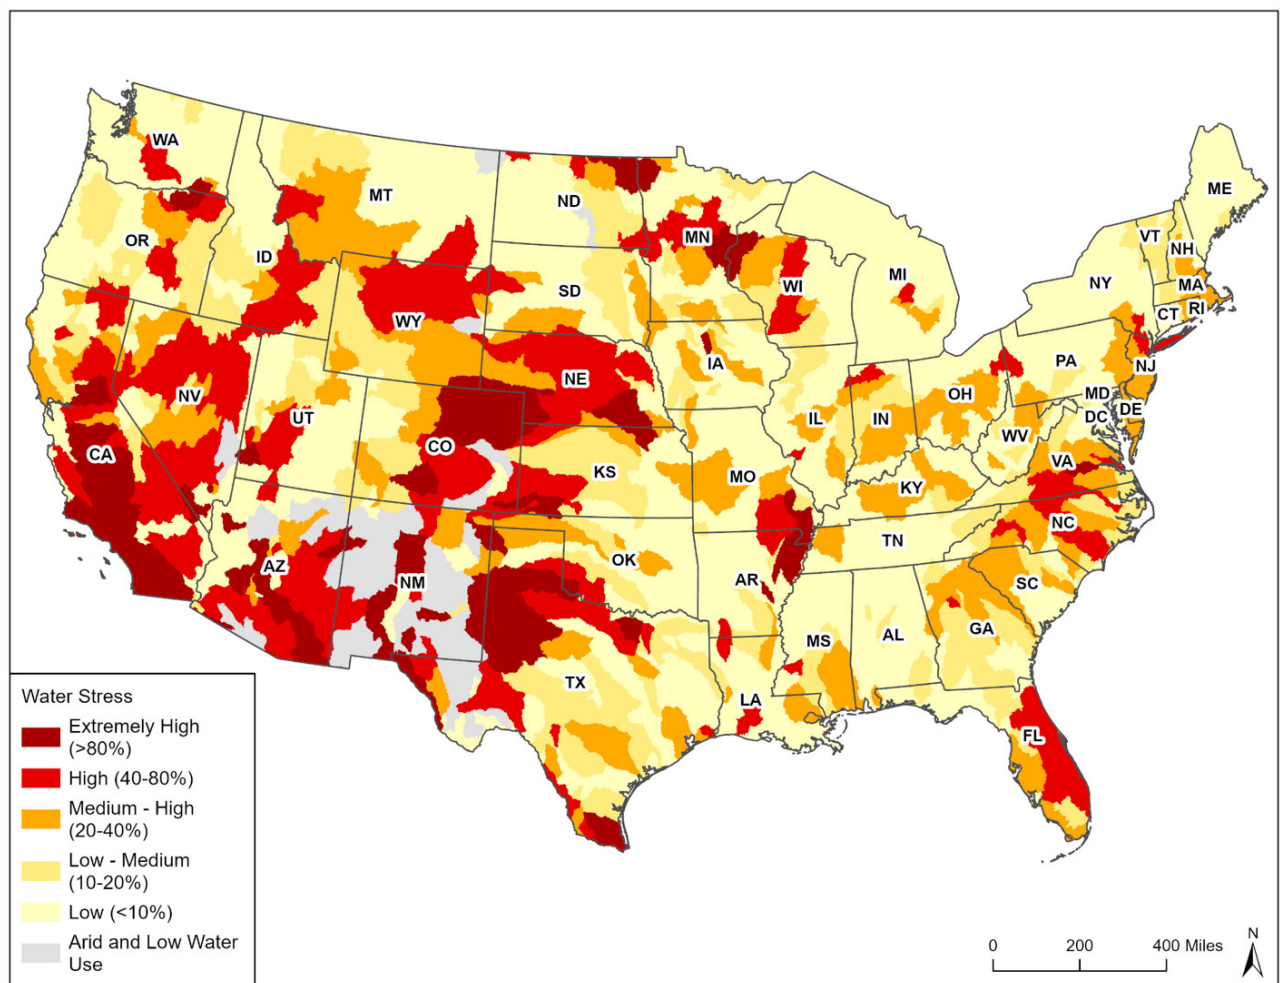 WA
MT
ND
MN
ME
OR
ID
WY
SD
WI
MI
VT
NH
NY
MA
CT
RI
NV
UT
CO
NE
IA
IL
IN
OH
PA
NJ
MD
DE
DC
WV
VA
CA
KS
MO
KY
NC
AZ
NM
OK
AR
TN
SC
MS
AL
GA
TX
LA
FL
Water Stress
Extremely High
(>80%)
High (40-80%)
Medium - High
(20-40%)
Low - Medium
(10-20%)
Low (<10%)
Arid and Low Water
Use
0 200 400 Miles
N